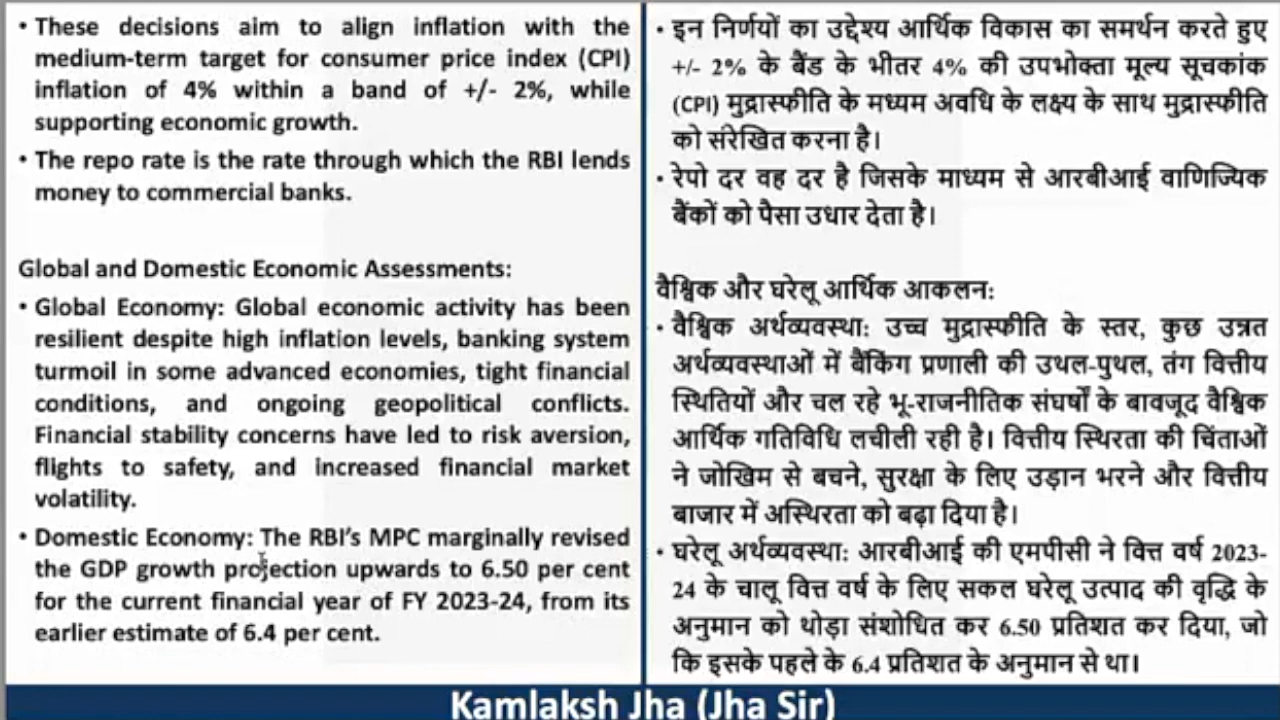 • These decisions aim to align inflation with the
medium-term target for consumer price index (CPI)
inflation of 4% within a band of +/- 2%, while
supporting economic growth.
• The repo rate is the rate through which the RBI lends
money to commercial banks.
Global and Domestic Economic Assessments:
• Global Economy: Global economic activity has been
resilient despite high inflation levels, banking system
turmoil in some advanced economies, tight financial
conditions, and ongoing geopolitical conflicts.
Financial stability concerns have led to risk aversion,
flights to safety, and increased financial market
volatility.
• Domestic Economy: The RBI's MPC marginally revised
the GDP growth projection upwards to 6.50 per cent
for the current financial year of FY 2023-24, from its
earlier estimate of 6.4 per cent.
• इन निर्णयों का उद्देश्य आर्थिक विकास का समर्थन करते हुए
+/- 2% के बैंड के भीतर 4% की उपभोक्ता मूल्य सूचकांक
(CPI) मुद्रास्फीति के मध्यम अवधि के लक्ष्य के साथ मुद्रास्फीति
को संरेखित करना है।
• रेपो दर वह दर है जिसके माध्यम से आरबीआई वाणिज्यिक
बैंकों को पैसा उधार देता है।
वैश्विक और घरेलू आर्थिक आकलन:
• वैश्विक अर्थव्यवस्था: उच्च मुद्रास्फीति के स्तर, कुछ उन्नत
अर्थव्यवस्थाओं में बैंकिंग प्रणाली की उथल-पुथल, तंग वित्तीय
स्थितियों और चल रहे भू-राजनीतिक संघर्षों के बावजूद वैश्विक
आर्थिक गतिविधि लचीली रही है। वित्तीय स्थिरता की चिंताओं
ने जोखिम से बचने, सुरक्षा के लिए उड़ान भरने और वित्तीय
बाजार में अस्थिरता को बढ़ा दिया है।
• घरेलू अर्थव्यवस्था: आरबीआई की एमपीसी ने वित्त वर्ष 2023-
24 के चालू वित्त वर्ष के लिए सकल घरेलू उत्पाद की वृद्धि के
अनुमान को थोड़ा संशोधित कर 6.50 प्रतिशत कर दिया, जो
कि इसके पहले के 6.4 प्रतिशत के अनुमान से था।
Kamlaksh Jha (Jha Sir)